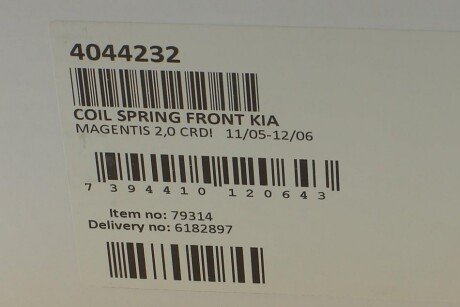 4044232
COIL SPRING FRONT KIA
MAGENTIS 2,0 CRDI 11/05-12/06
7 394410 120643
Item no: 79314
Delivery no: 6182897